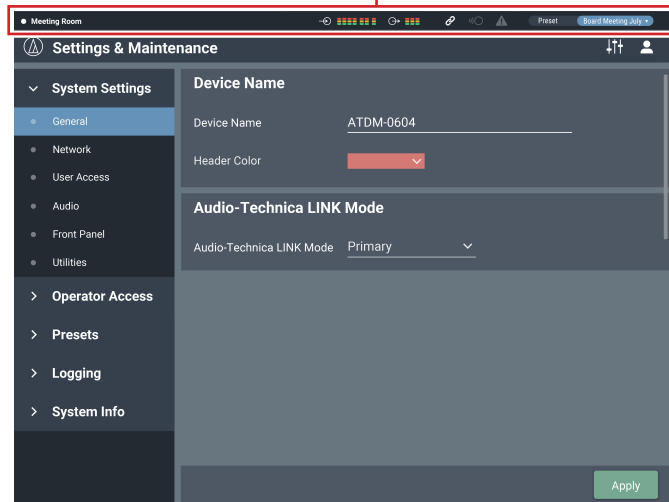 Meeting Room
Preset
Board Meeting July
Settings & Maintenance
System Settings
General
Network
User Access
Audio
Front Panel
Utilities
Operator Access
Presets
Logging
System Info
Device Name
Device Name ATDM-0604
Header Color
Audio-Technica LINK Mode
Audio-Technica LINK Mode Primary
Apply